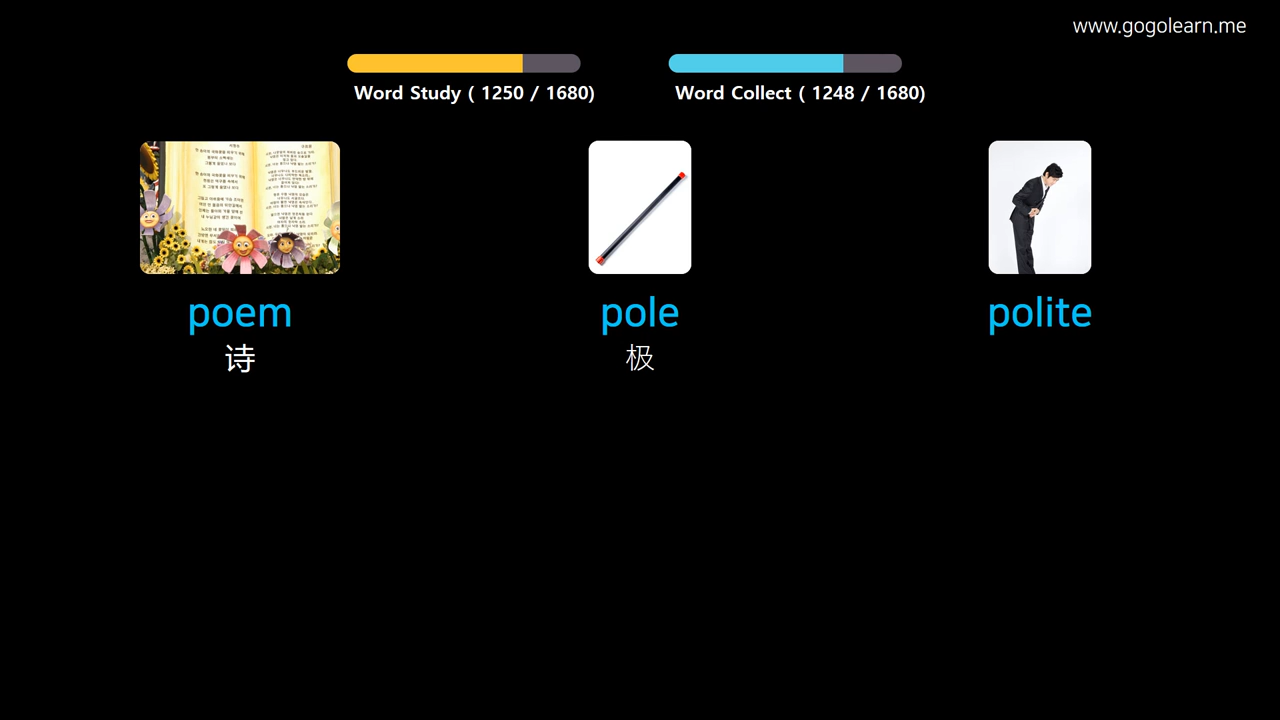 www.gogolearn.me
Word Study ( 1250 / 1680)
Word Collect ( 1248 / 1680)
poem
诗
pole
极
polite